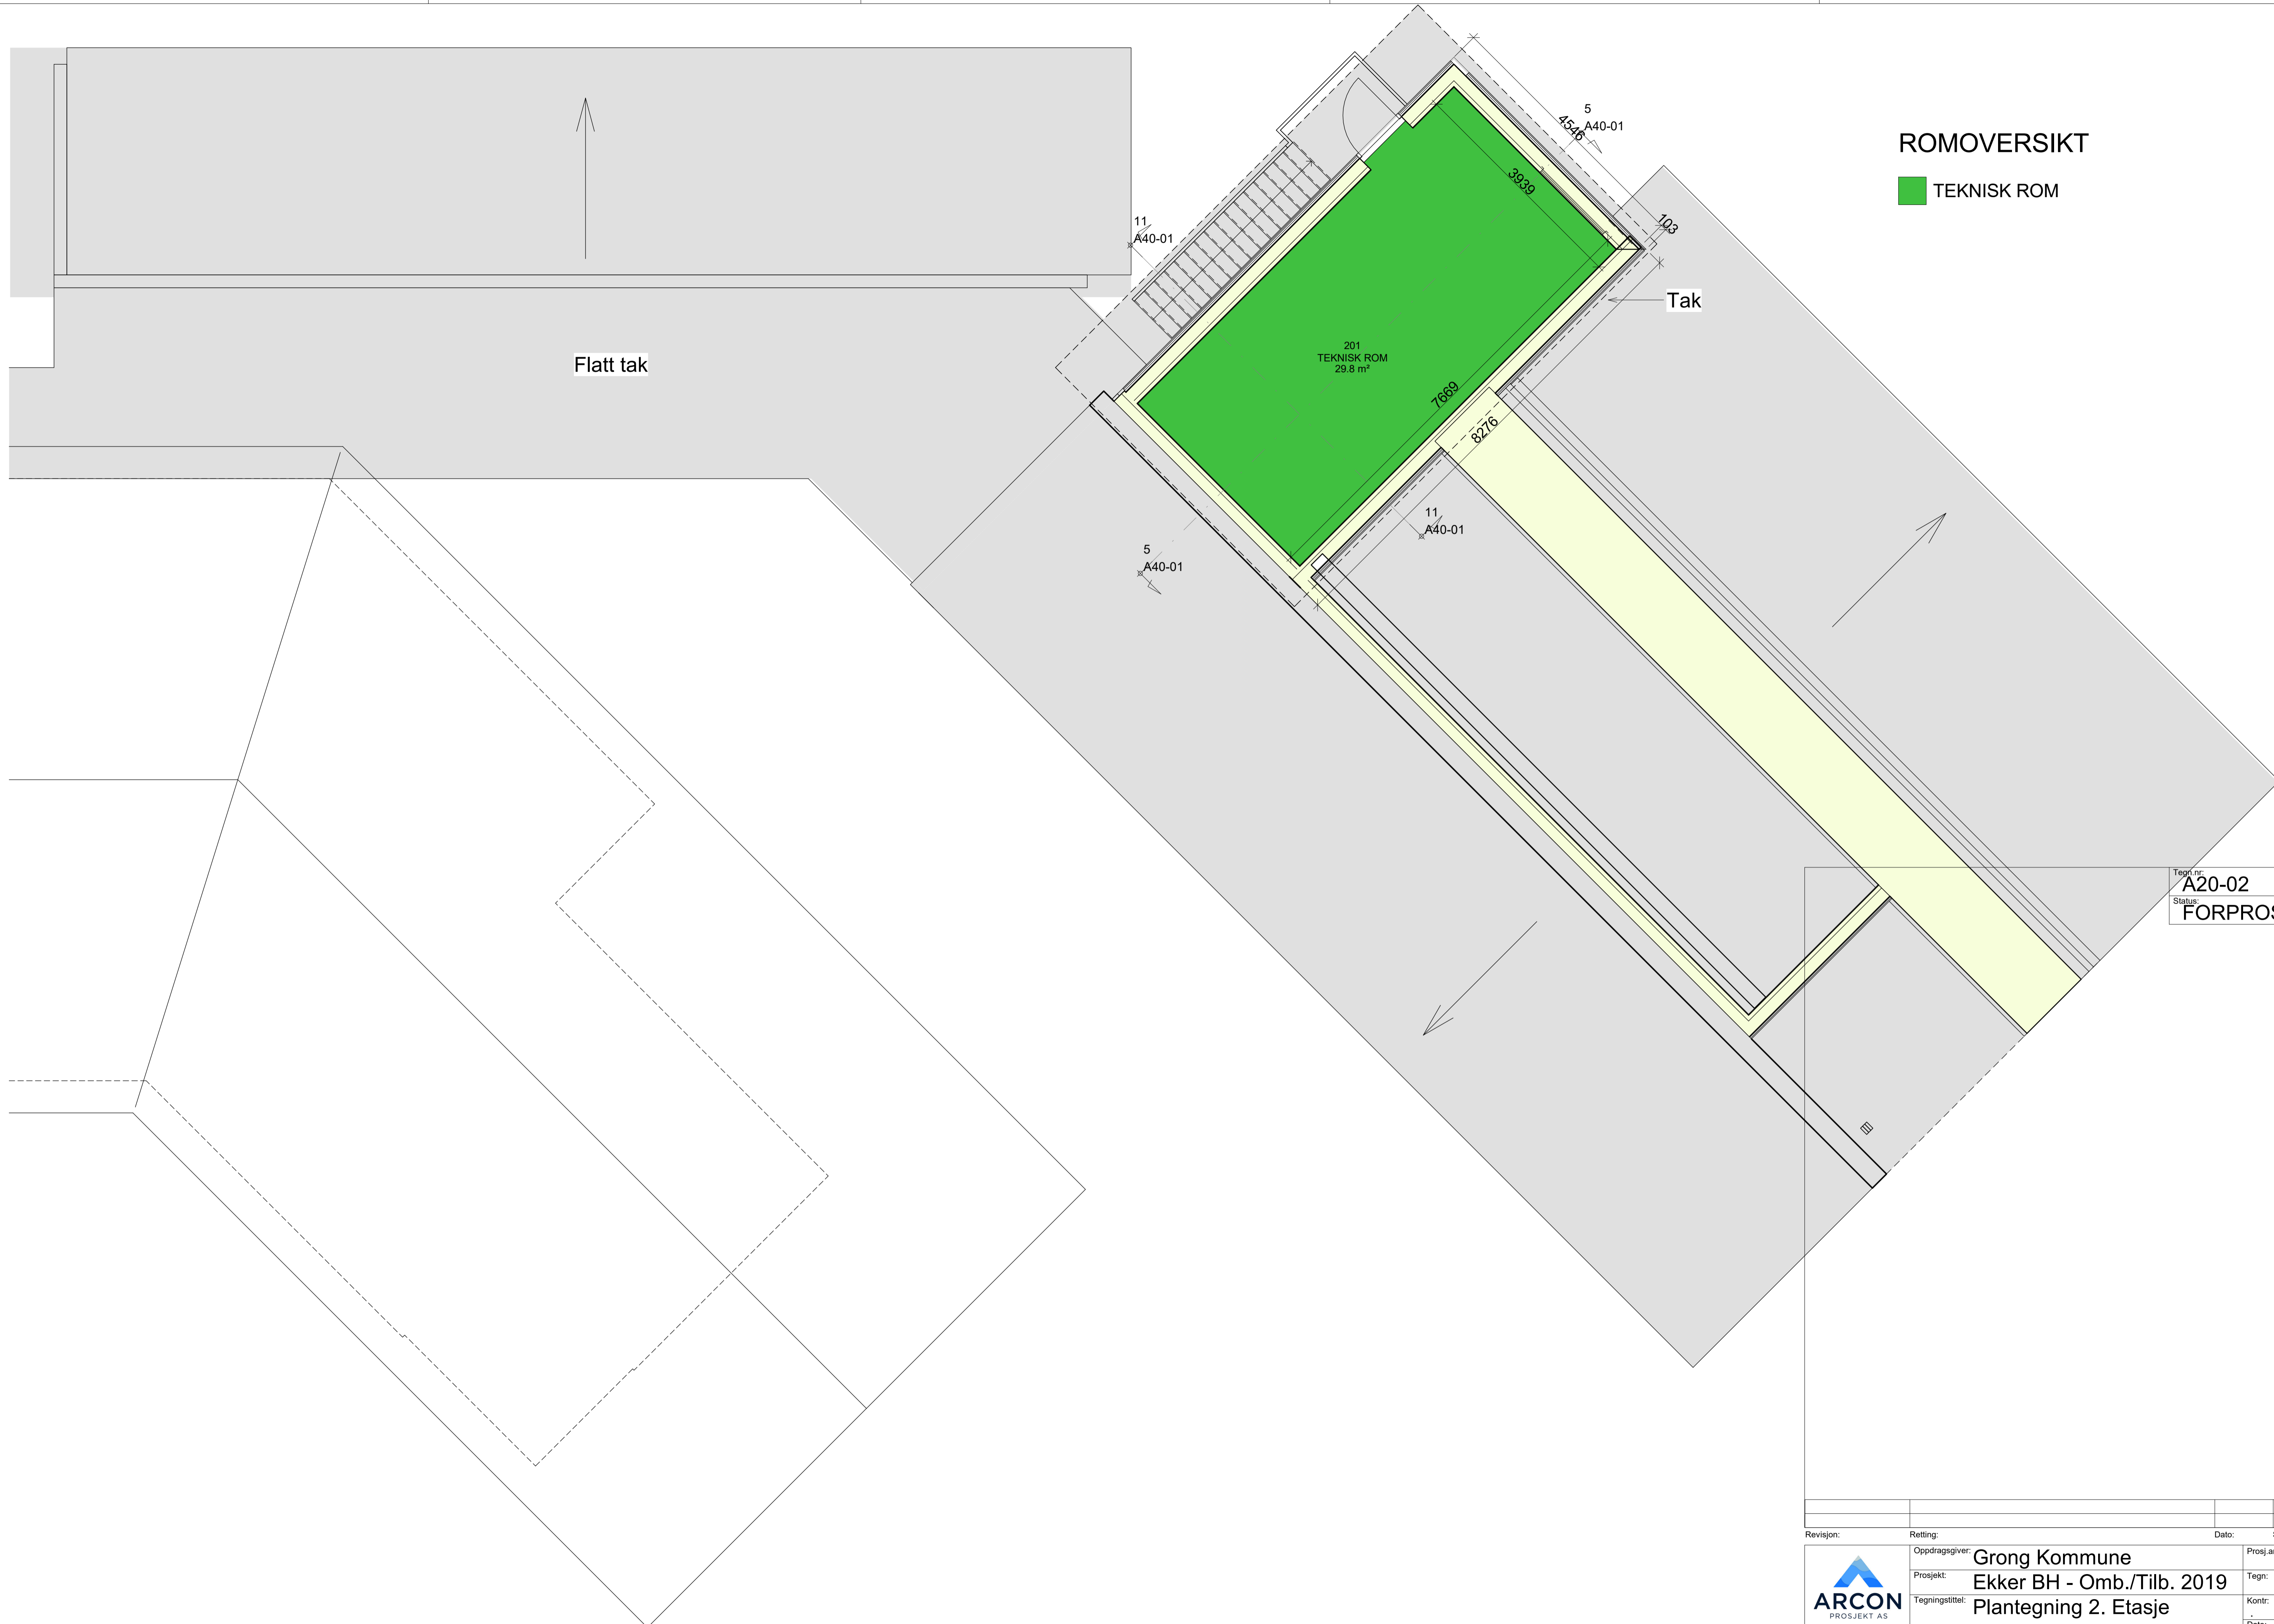 5
A40-01
4546
ROMOVERSIKT
TEKNISK ROM
3939
103
11
A40-01
Tak
201
TEKNISK ROM
29.8 m²
Flatt tak
7669
8276
11
A40-01
5
A40-01
Tegn.nr:
A20-02
Status:
FORPROS
Revisjon: Retting: Dato:
Oppdragsgiver: Grong Kommune
Prosjekt: Ekker BH - Omb./Tilb. 2019
Tegn:
Tegningstittel: Plantegning 2. Etasje
Kontr:
ARCON
PROSJEKT AS